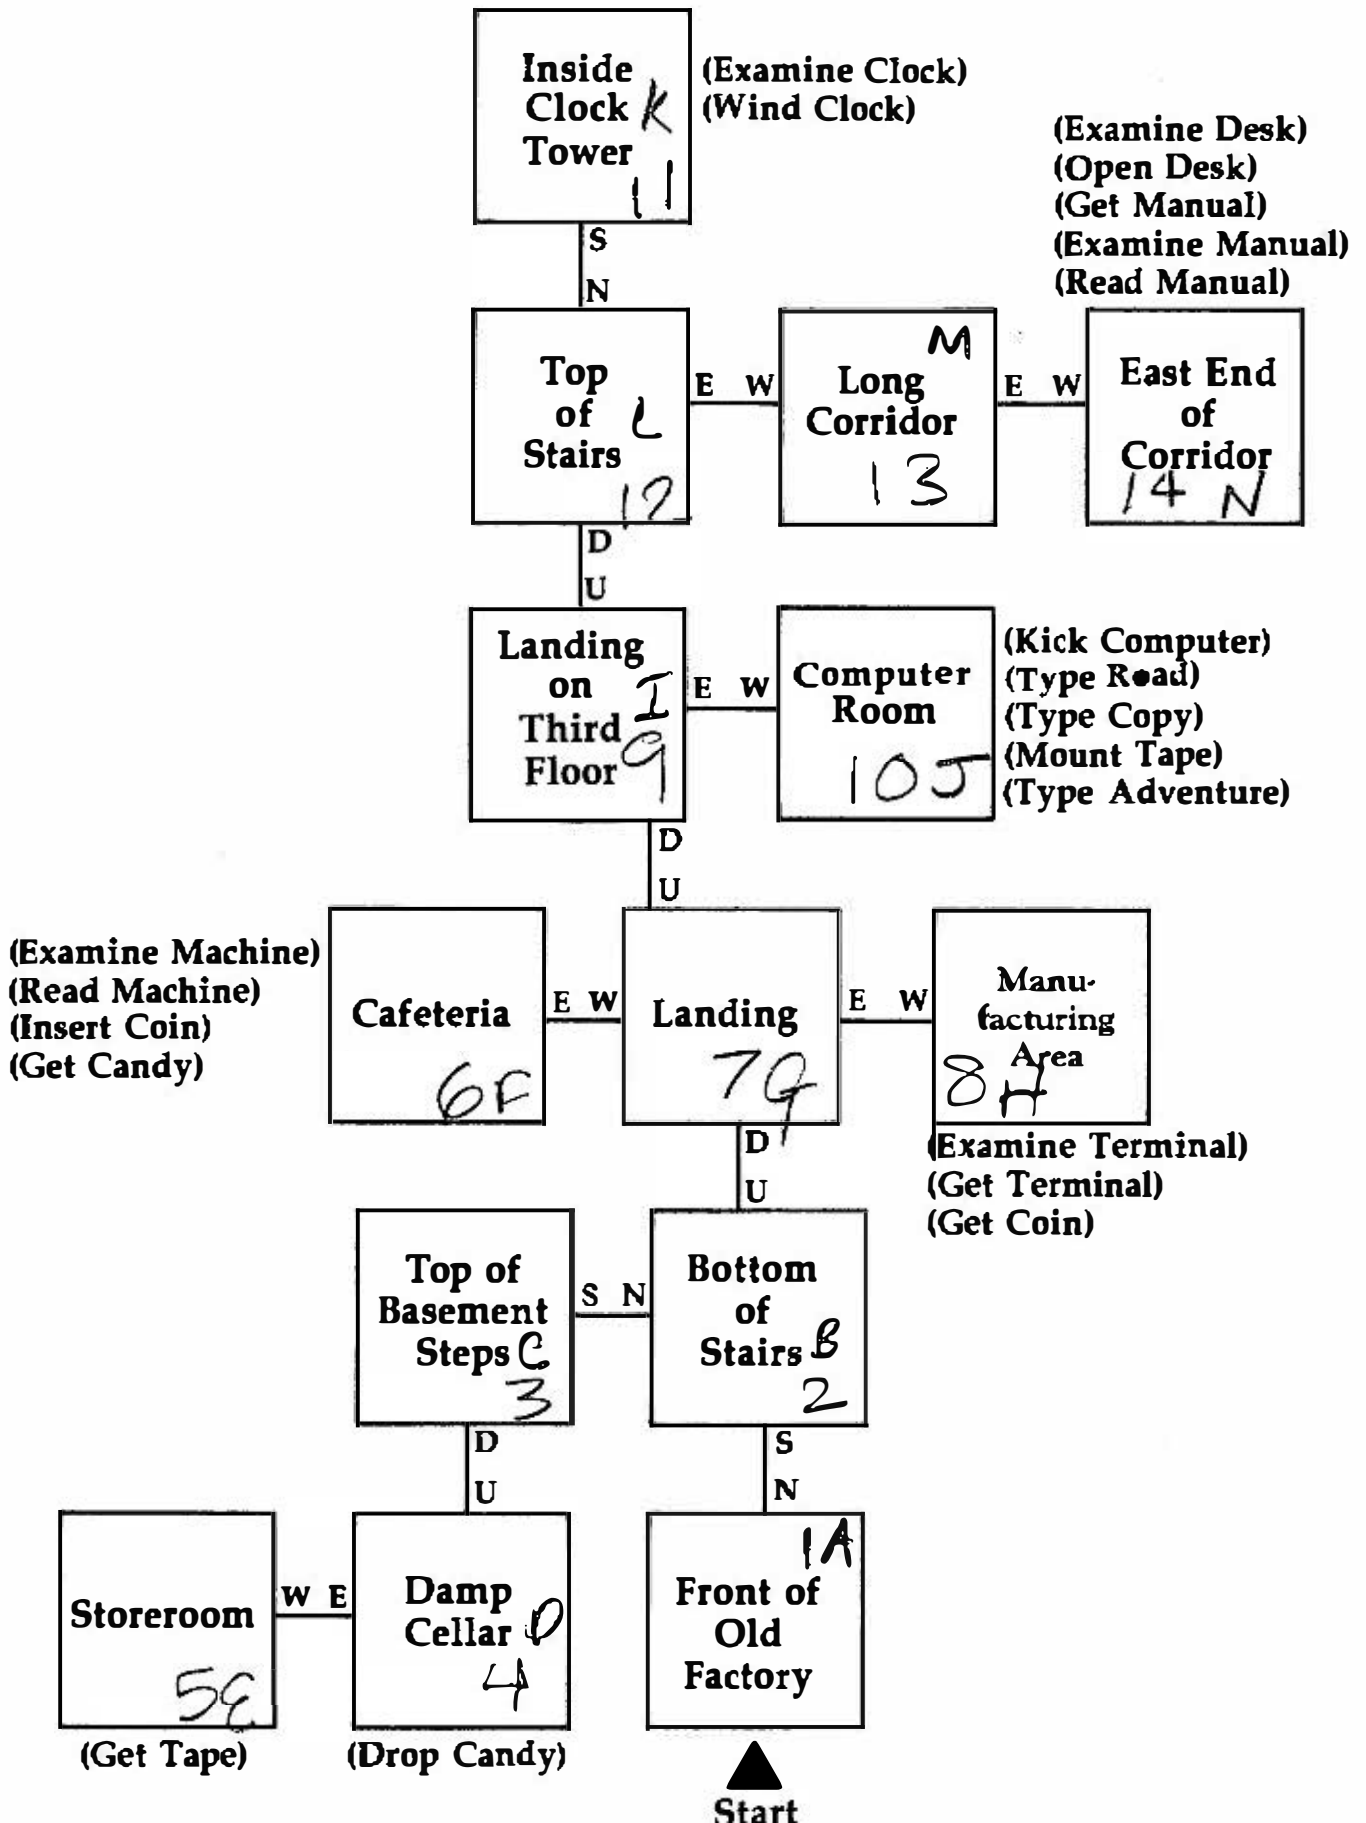 Inside
Clock K
Tower
11
(Examine Clock)
(Wind Clock)
(Examine Desk)
(Open Desk)
(Get Manual)
(Examine Manual)
(Read Manual)
S
N
Top
of L
Stairs
12
E W
M
Long
Corridor
13
E W
East End
of
Corridor
14 N
D
U
Landing
on I
Third
Floor 9
E W
Computer
Room
10 J
(Kick Computer)
(Type Read)
(Type Copy)
(Mount Tape)
(Type Adventure)
D
U
(Examine Machine)
(Read Machine)
(Insert Coin)
(Get Candy)
Cafeteria
6F
E W
Landing
7G
E W
Manu-
facturing
Area
8H
(Examine Terminal)
(Get Terminal)
(Get Coin)
D
U
Top of
Basement
Steps C
3
S N
Bottom
of
Stairs B
2
D
U
S
N
Storeroom
5E
(Get Tape)
W E
Damp
Cellar D
4
(Drop Candy)
1A
Front of
Old
Factory
Start